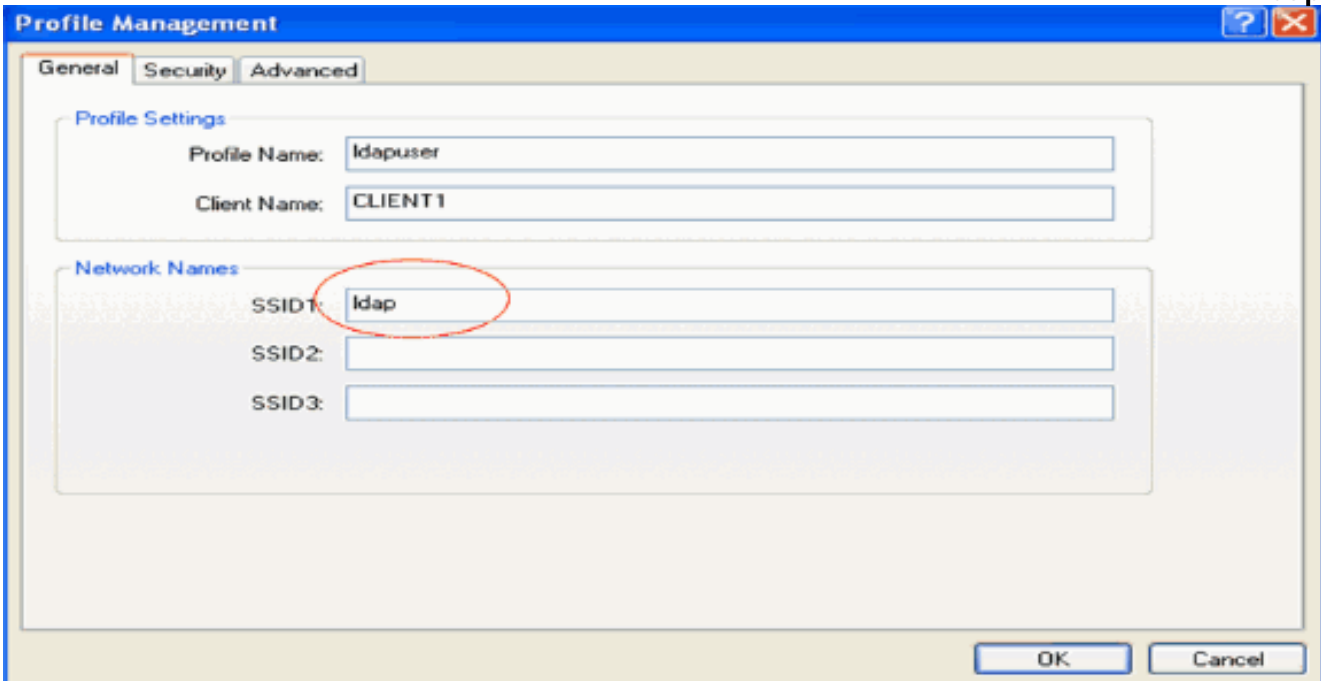 Profile Management
General Security Advanced
Profile Settings
Profile Name: ldapuser
Client Name: CLIENT1
Network Names
SSID1: ldap
SSID2:
SSID3:
OK Cancel